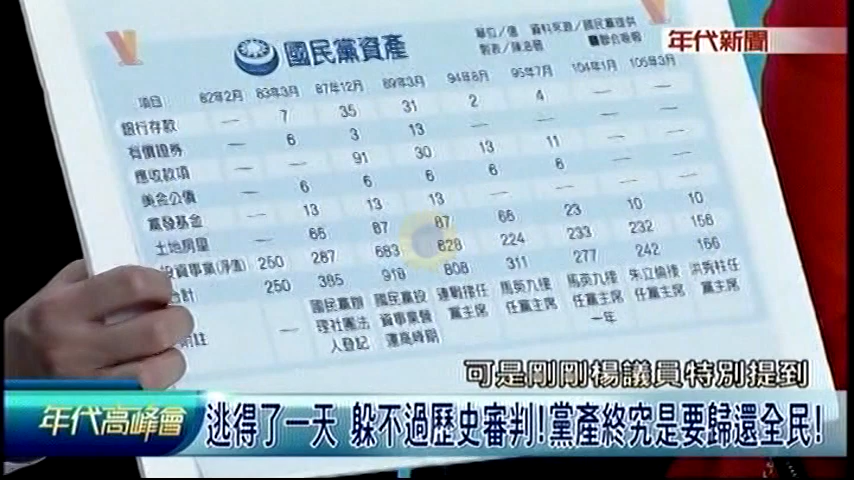 年代新聞
國民黨資產
單位/億 資料來源/國民黨提供
製表/陳洛薇 聯合晚報
項目 82年2月 83年3月 87年12月 89年3月 94年8月 95年7月 104年1月 105年3月
銀行存款 — 7 35 31 2 4 — —
有價證券 — 6 3 13 — — — —
應收款項 — — 91 30 13 11 — —
美金公債 — 6 6 6 6 6 — —
黨發基金 — 13 13 13 — — — —
土地房屋 — 66 87 87 66 23 10 10
投資事業(淨值) 250 287 683 628 224 233 232 156
合計 250 385 918 808 311 277 242 166
附註 — 國民黨辦理社團法人登記 國民黨投資事業營運高峰期 連戰接任黨主席 馬英九接任黨主席 馬英九接任黨主席一年 朱立倫接任黨主席 洪秀柱任黨主席
可是剛剛楊議員特別提到
年代高峰會
逃得了一天 躲不過歷史審判!黨產終究是要歸還全民!